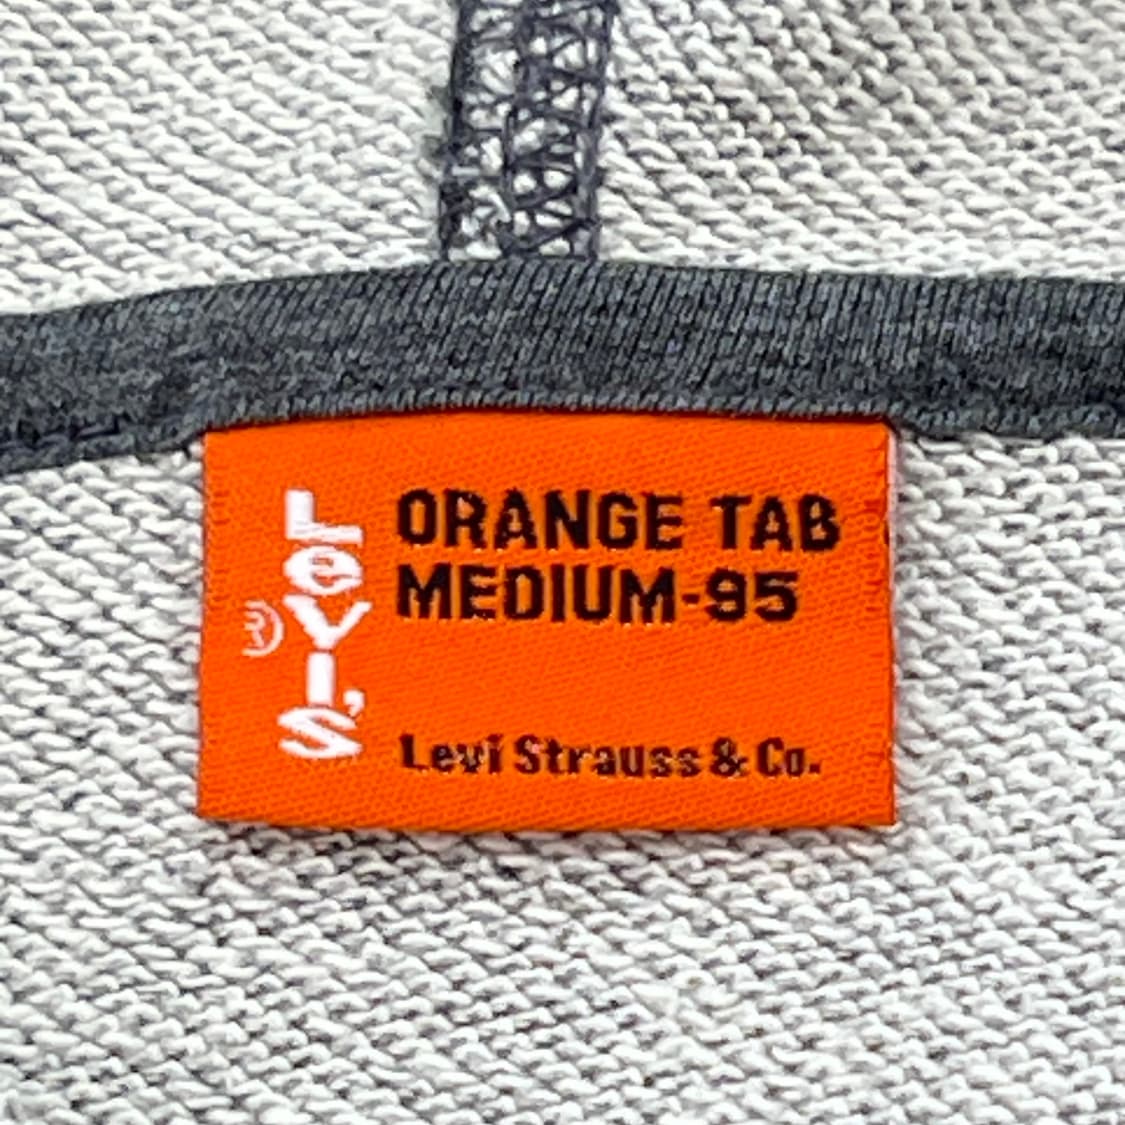 LeVI'S
®
ORANGE TAB
MEDIUM-95
Levi Strauss & Co.